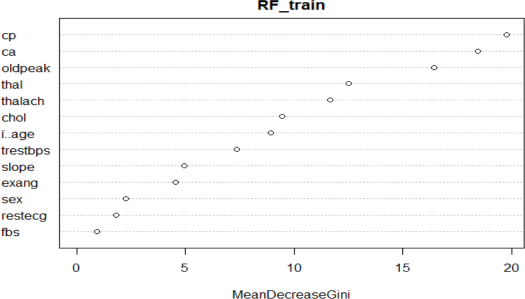 RF_train
cp
ca
oldpeak
thal
thalach
chol
ï..age
trestbps
slope
exang
sex
restecg
fbs
0 5 10 15 20
MeanDecreaseGini